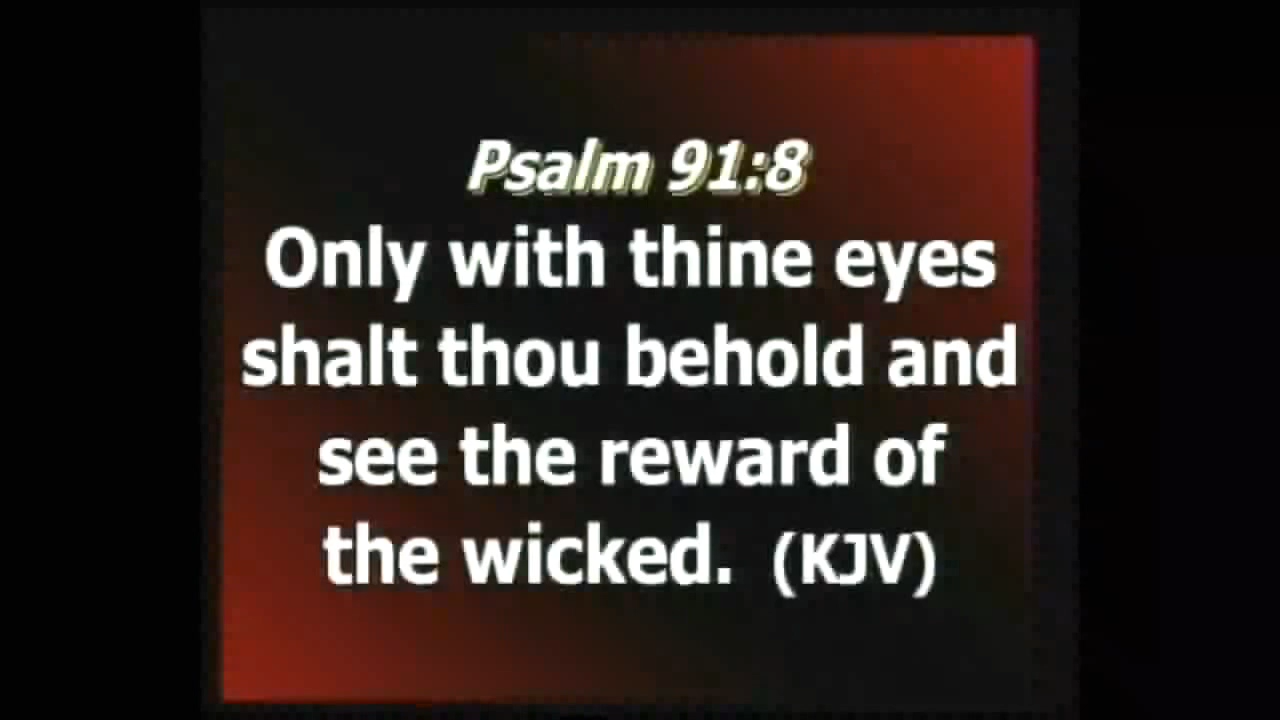 Psalm 91:8
Only with thine eyes
shalt thou behold and
see the reward of
the wicked. (KJV)